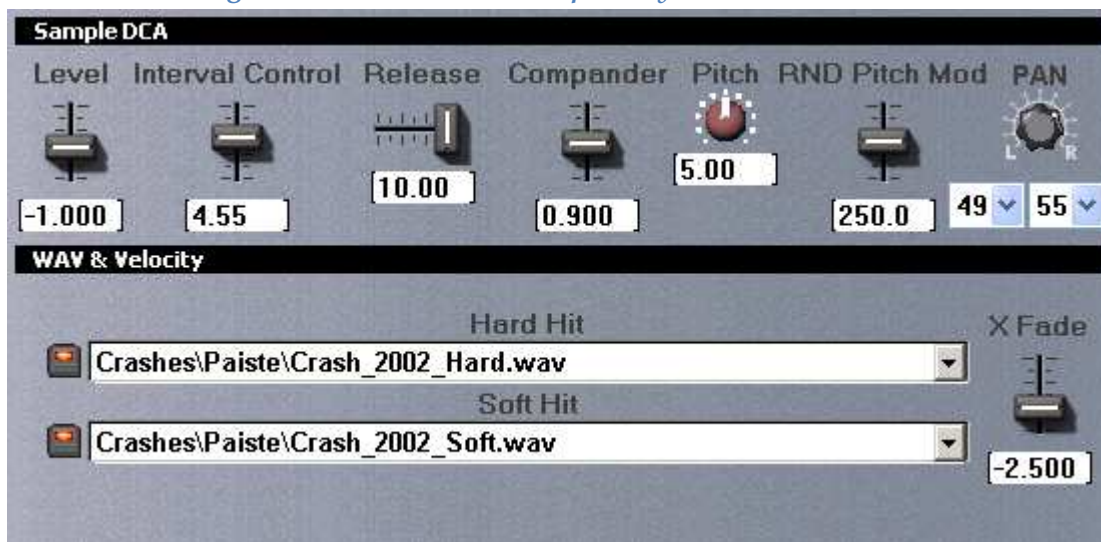 Sample DCA
Level Interval Control Release Compander Pitch RND Pitch Mod PAN
L R
[-1.000 ] [4.55 ] [10.00 ] [0.900 ] [5.00 ] [250.0 ] 49 55
WAV & Velocity
Hard Hit X Fade
Crashes\Paiste\Crash_2002_Hard.wav
Soft Hit
Crashes\Paiste\Crash_2002_Soft.wav
[-2.500 ]